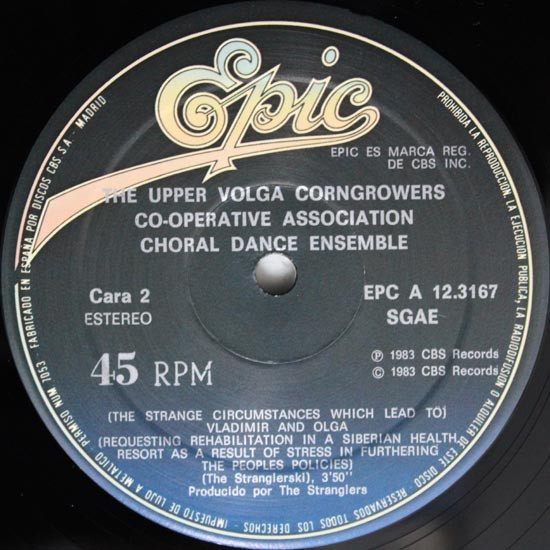 Epic
EPIC ES MARCA REG.
DE CBS INC.
THE UPPER VOLGA CORNGROWERS
CO-OPERATIVE ASSOCIATION
CHORAL DANCE ENSEMBLE
Cara 2
ESTEREO
EPC A 12.3167
SGAE
45 RPM
Ⓟ 1983 CBS Records
© 1983 CBS Records
(THE STRANGE CIRCUMSTANCES WHICH LEAD TO)
VLADIMIR AND OLGA
(REQUESTING REHABILITATION IN A SIBERIAN HEALTH
RESORT AS A RESULT OF STRESS IN FURTHERING
THE PEOPLES POLICIES)
(The Stranglerski), 3'50''
Producido por The Stranglers
PERMISO NUM 7053 - FABRICADO EN ESPAÑA POR DISCOS CBS S.A. - MADRID
PROHIBIDA LA REPRODUCCION, LA EJECUCION PUBLICA, LA RADIODIFUSION O ALQUILER DE ESTE DISCO. RESERVADOS TODOS LOS DERECHOS - IMPUESTO DE LUJO A METALICO